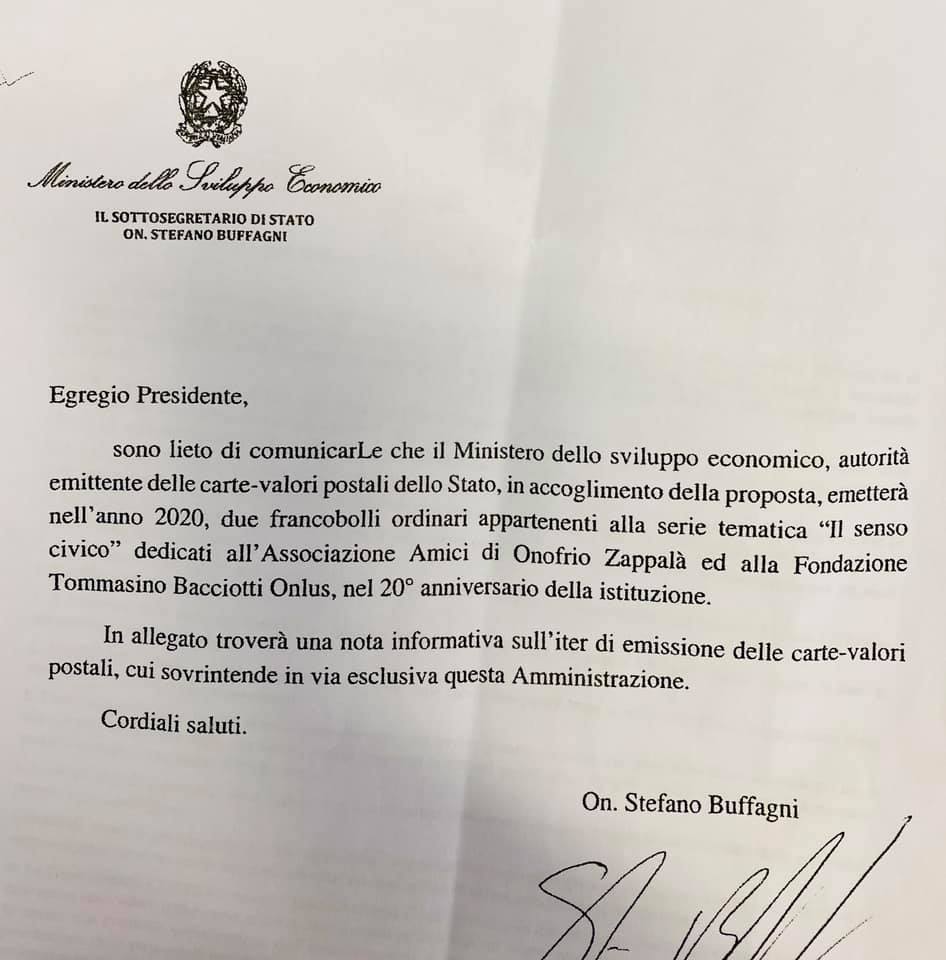 Ministero dello Sviluppo Economico
IL SOTTOSEGRETARIO DI STATO
ON. STEFANO BUFFAGNI
Egregio Presidente,
sono lieto di comunicarLe che il Ministero dello sviluppo economico, autorità
emittente delle carte-valori postali dello Stato, in accoglimento della proposta, emetterà
nell'anno 2020, due francobolli ordinari appartenenti alla serie tematica “Il senso
civico” dedicati all'Associazione Amici di Onofrio Zappalà ed alla Fondazione
Tommasino Bacciotti Onlus, nel 20° anniversario della istituzione.
In allegato troverà una nota informativa sull'iter di emissione delle carte-valori
postali, cui sovrintende in via esclusiva questa Amministrazione.
Cordiali saluti.
On. Stefano Buffagni